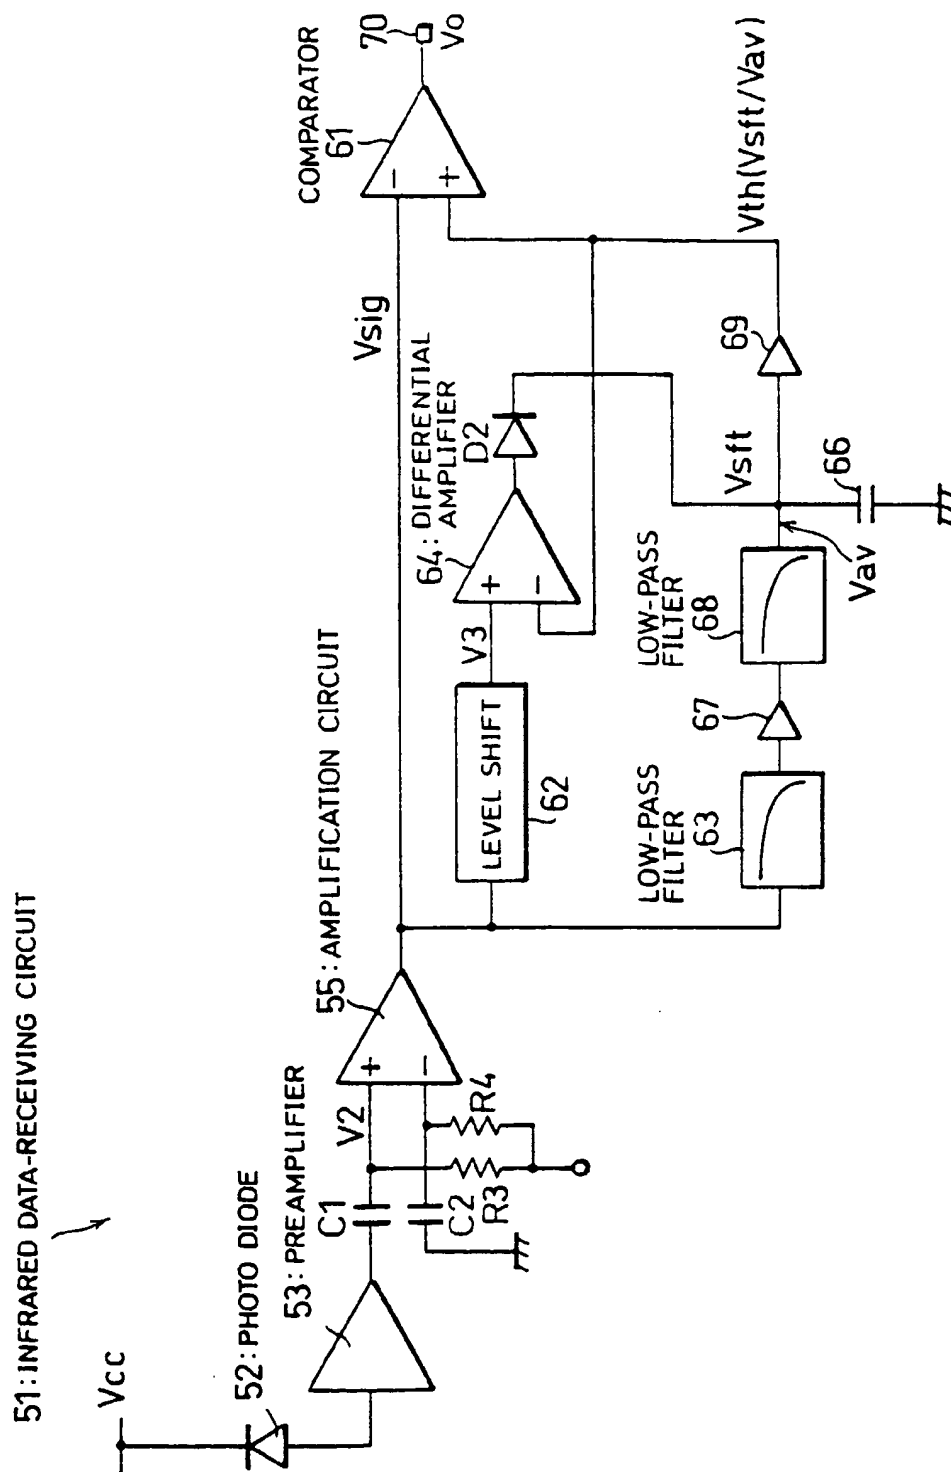 51: INFRARED DATA-RECEIVING CIRCUIT
Vcc
52: PHOTO DIODE
53: PREAMPLIFIER
C1
C2
R3
R4
V2
+
−
55: AMPLIFICATION CIRCUIT
LEVEL SHIFT
62
V3
64: DIFFERENTIAL
AMPLIFIER
+
−
D2
Vsig
COMPARATOR
61
−
+
70
Vo
LOW-PASS
FILTER
63
67
LOW-PASS
FILTER
68
Vav
Vsft
66
69
Vth(Vsft/Vav)